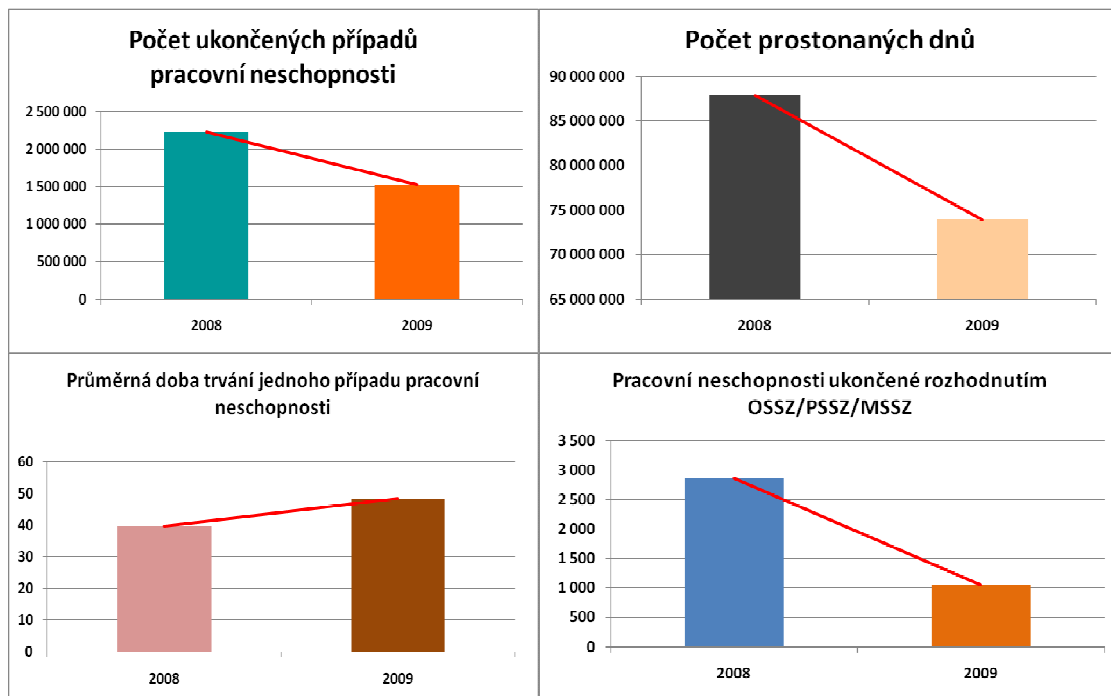 Počet ukončených případů
pracovní neschopnosti
2 500 000
2 000 000
1 500 000
1 000 000
500 000
0
2008
2009
Počet prostonaných dnů
90 000 000
85 000 000
80 000 000
75 000 000
70 000 000
65 000 000
2008
2009
Průměrná doba trvání jednoho případu pracovní
neschopnosti
60
50
40
30
20
10
0
2008
2009
Pracovní neschopnosti ukončené rozhodnutím
OSSZ/PSSZ/MSSZ
3 500
3 000
2 500
2 000
1 500
1 000
500
0
2008
2009